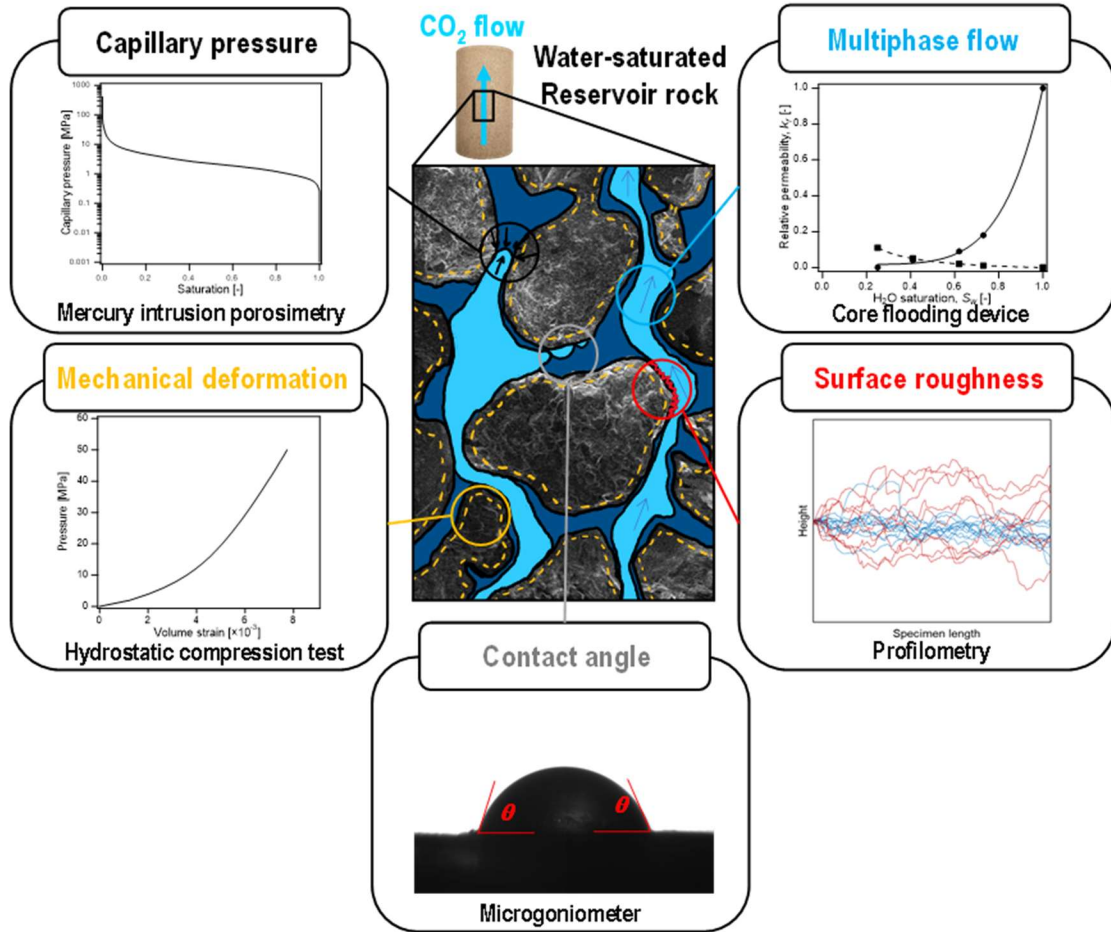 Capillary pressure
Capillary pressure [MPa]
1000
100
10
1
0.1
0.01
0.001
0.0 0.2 0.4 0.6 0.8 1.0
Saturation [-]
Mercury intrusion porosimetry
CO₂ flow
Water-saturated
Reservoir rock
Multiphase flow
Relative permeability, kᵣ [-]
1.0
0.8
0.6
0.4
0.2
0.0
0.0 0.2 0.4 0.6 0.8 1.0
H₂O saturation, Sw [-]
Core flooding device
Mechanical deformation
Pressure [MPa]
60
50
40
30
20
10
0
0 2 4 6 8
Volume strain [×10⁻³]
Hydrostatic compression test
Surface roughness
Height
Specimen length
Profilometry
Contact angle
θ θ
Microgoniometer